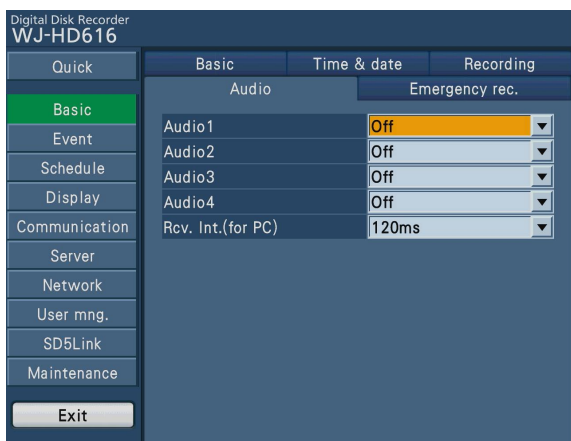 Digital Disk Recorder
WJ-HD616
Quick
Basic
Event
Schedule
Display
Communication
Server
Network
User mng.
SD5Link
Maintenance
Exit
Basic Time & date Recording
Audio Emergency rec.
Audio1 Off
Audio2 Off
Audio3 Off
Audio4 Off
Rcv. Int.(for PC) 120ms